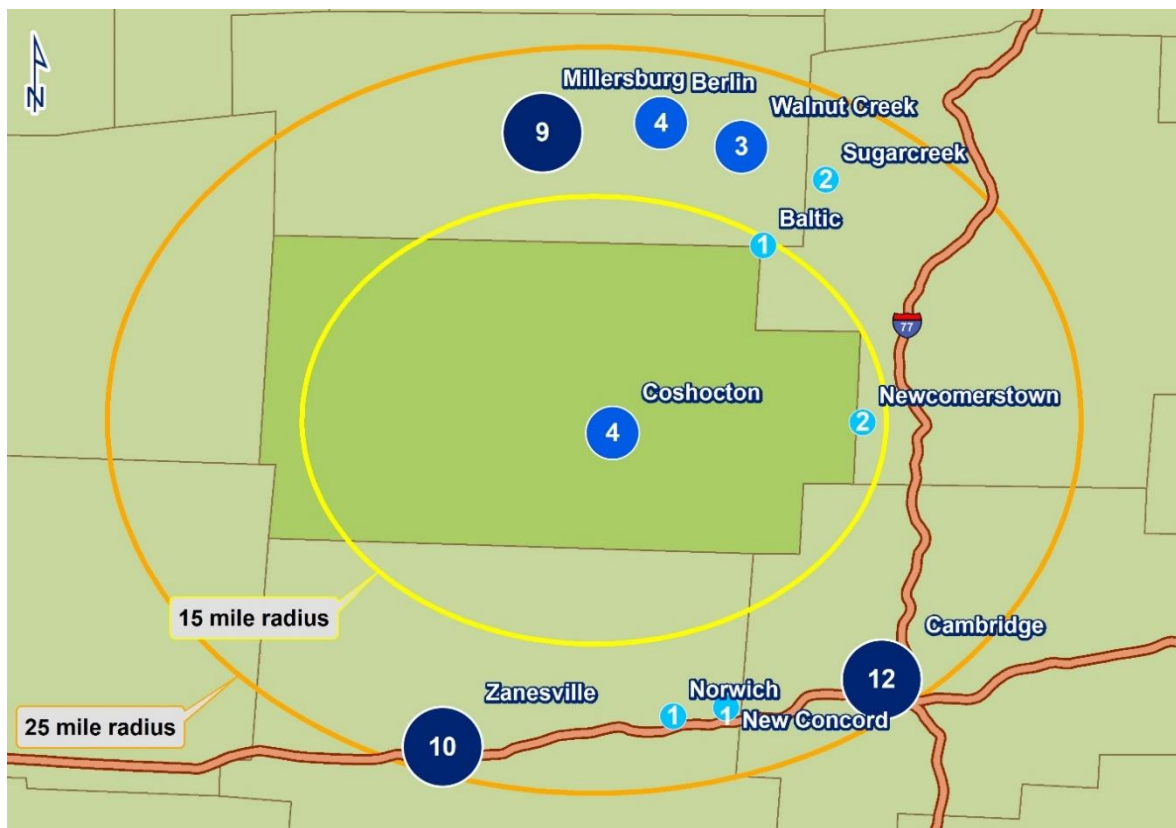 N
Millersburg
Berlin
9
4
Walnut Creek
3
Sugarcreek
2
Baltic
1
77
Coshocton
4
Newcomerstown
2
15 mile radius
25 mile radius
Cambridge
12
Zanesville
10
Norwich
1
1
New Concord